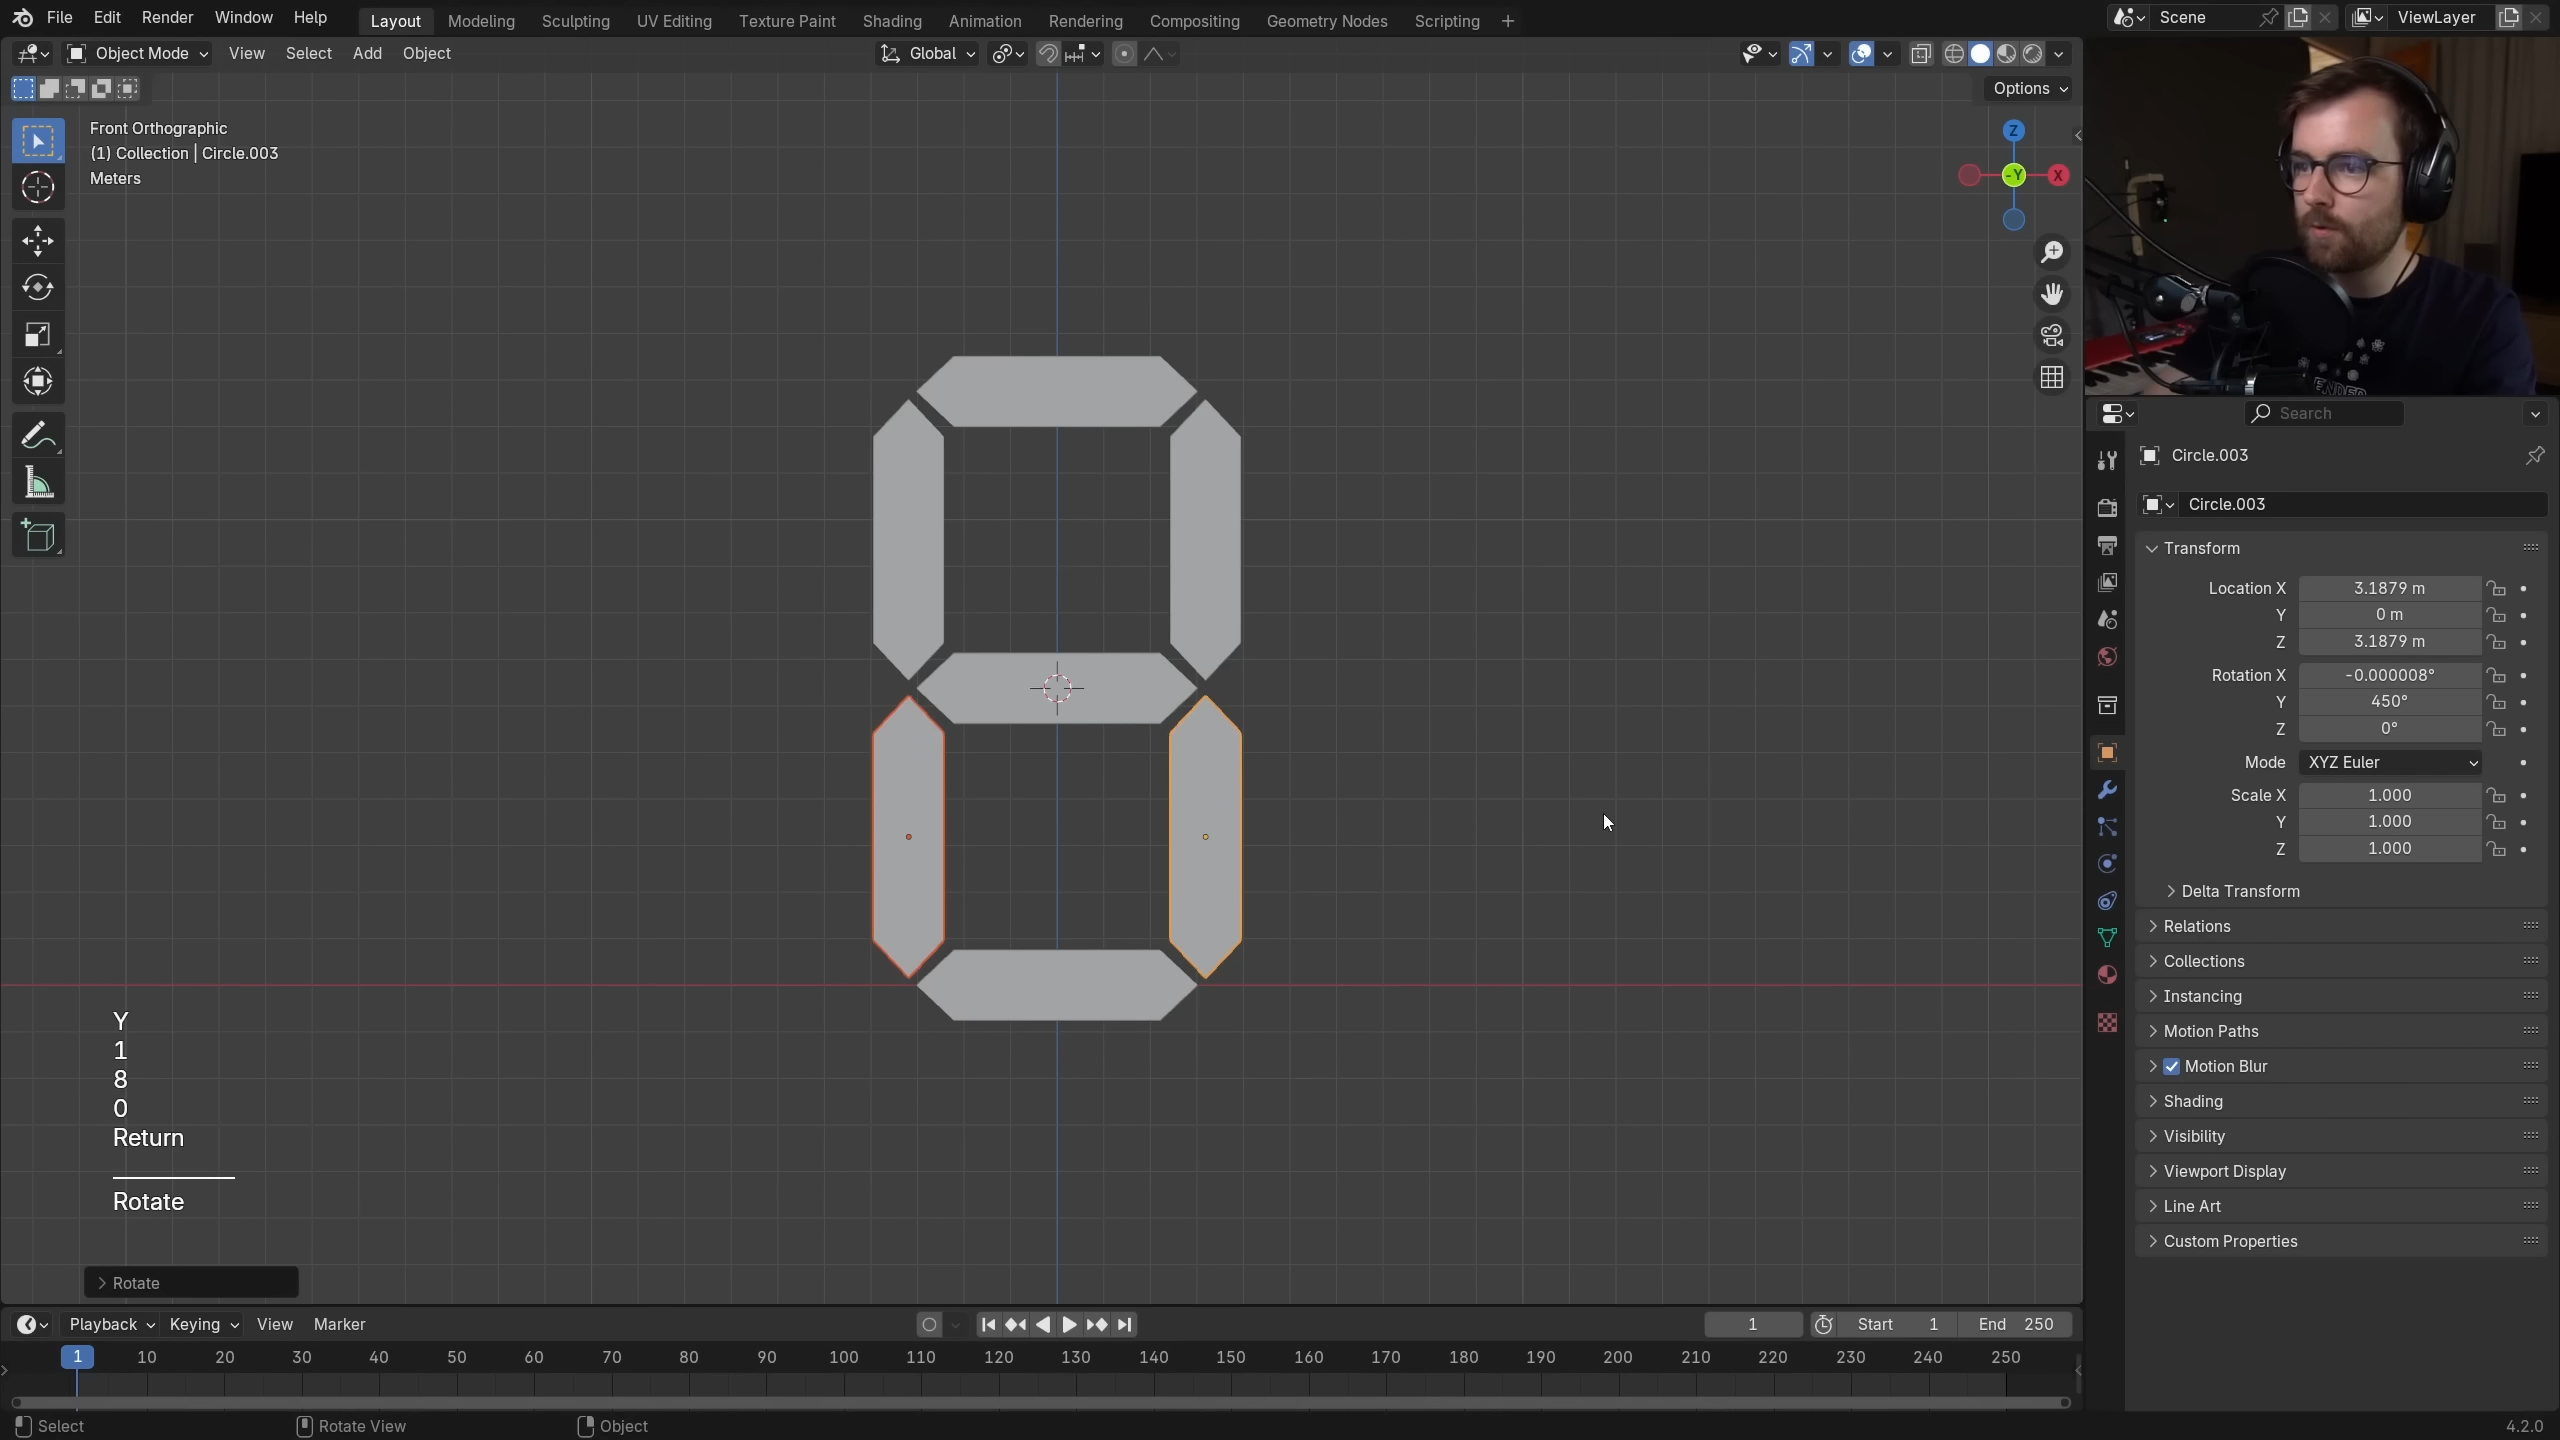 File Edit Render Window Help Layout Modeling Sculpting UV Editing Texture Paint Shading Animation Rendering Compositing Geometry Nodes Scripting + Scene ViewLayer
Object Mode View Select Add Object Global
Options
Front Orthographic
(1) Collection | Circle.003
Meters
Z
-Y X
Search
Circle.003
Circle.003
Transform
Location X 3.1879 m
Y 0 m
Z 3.1879 m
Rotation X -0.000008°
Y 450°
Z 0°
Mode XYZ Euler
Scale X 1.000
Y 1.000
Z 1.000
Delta Transform
Relations
Collections
Instancing
Motion Paths
Motion Blur
Shading
Visibility
Viewport Display
Line Art
Custom Properties
Y
1
8
0
Return
Rotate
Rotate
Playback Keying View Marker 1 Start 1 End 250
1 10 20 30 40 50 60 70 80 90 100 110 120 130 140 150 160 170 180 190 200 210 220 230 240 250
Select Rotate View Object 4.2.0